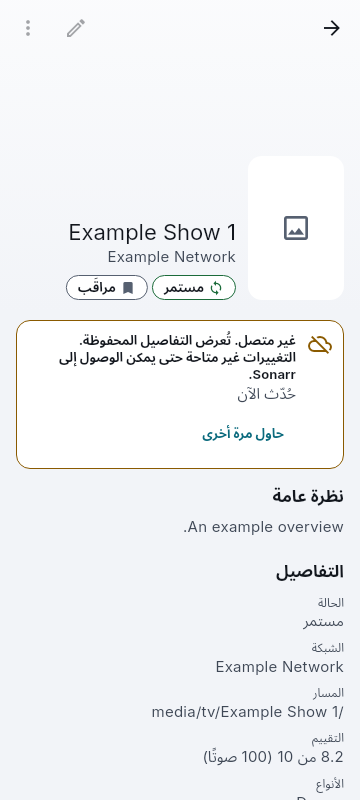 Example Show 1
Example Network
مستمر
مراقَب
غير متصل. تُعرض التفاصيل المحفوظة.
التغييرات غير متاحة حتى يمكن الوصول إلى
Sonarr.
حُدّث الآن
حاول مرة أخرى
نظرة عامة
An example overview.
التفاصيل
الحالة
مستمر
الشبكة
Example Network
المسار
/media/tv/Example Show 1
التقييم
8.2 من 10 (100 صوتًا)
الأنواع